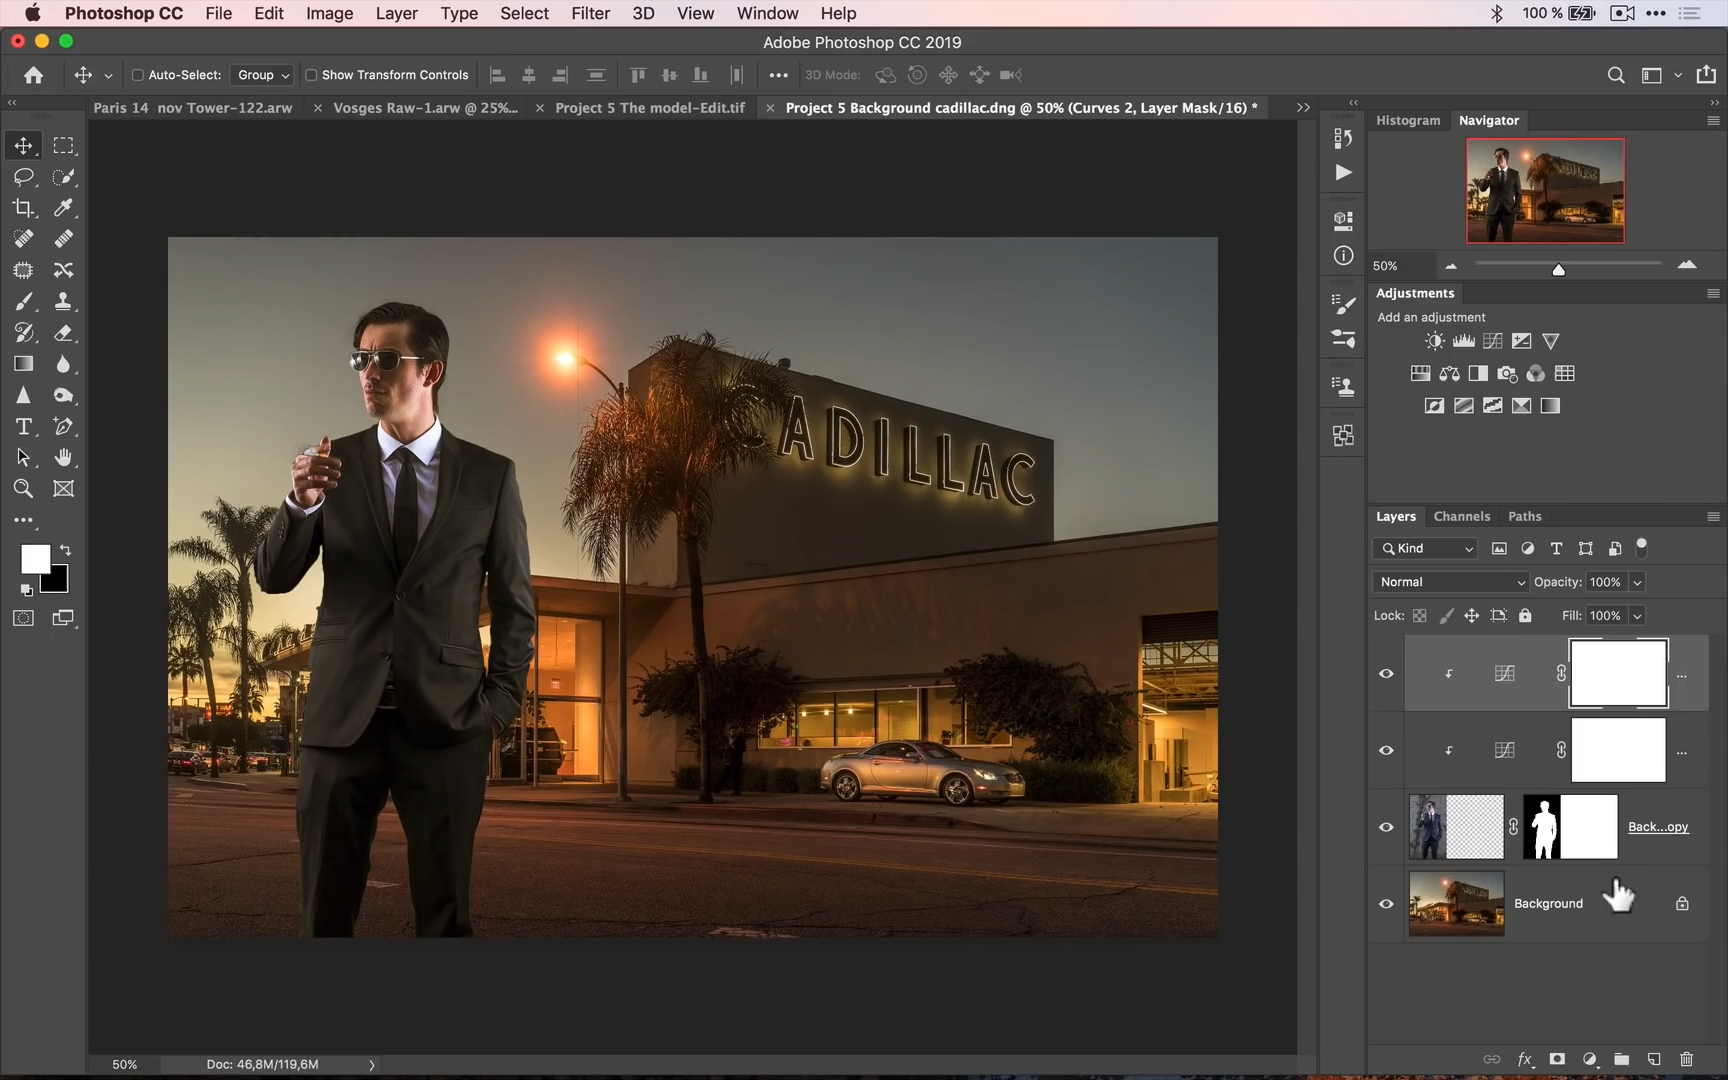 Photoshop CC File Edit Image Layer Type Select Filter 3D View Window Help 100 %
Adobe Photoshop CC 2019
Auto-Select: Group Show Transform Controls 3D Mode:
Paris 14 nov Tower-122.arw Vosges Raw-1.arw @ 25%... Project 5 The model-Edit.tif Project 5 Background cadillac.dng @ 50% (Curves 2, Layer Mask/16) *
Histogram Navigator
50%
Adjustments
Add an adjustment
CADILLAC
Layers Channels Paths
Kind
Normal Opacity: 100%
Lock: Fill: 100%
...
...
Back...opy
Background
50% Doc: 46,8M/119,6M
fx